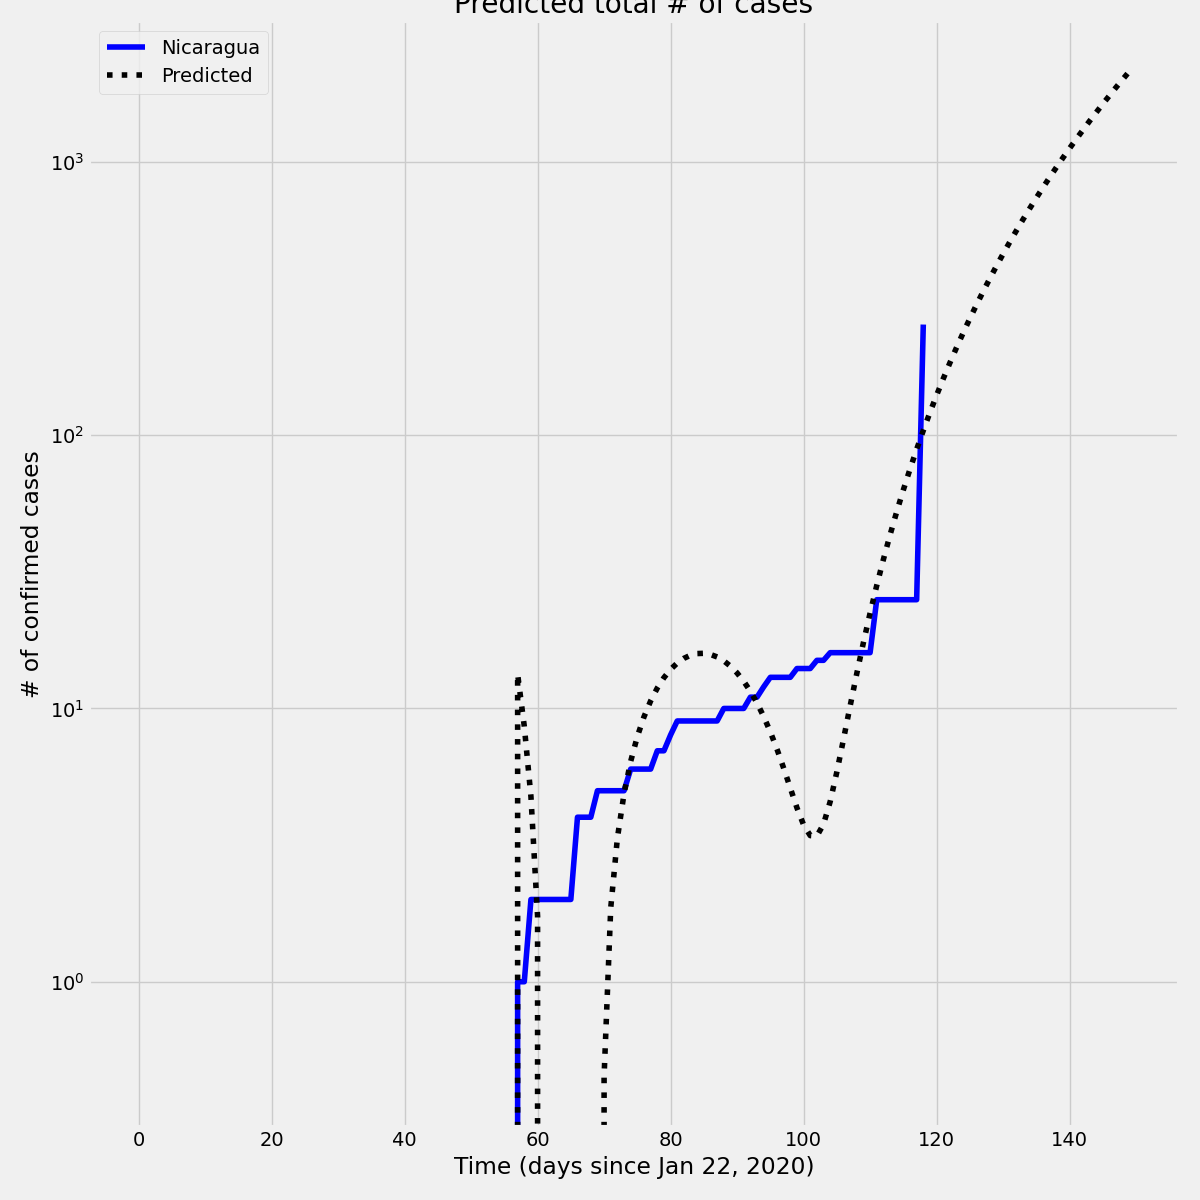 Predicted total # of cases
Nicaragua
Predicted
10³
10²
10¹
10⁰
# of confirmed cases
0 20 40 60 80 100 120 140
Time (days since Jan 22, 2020)